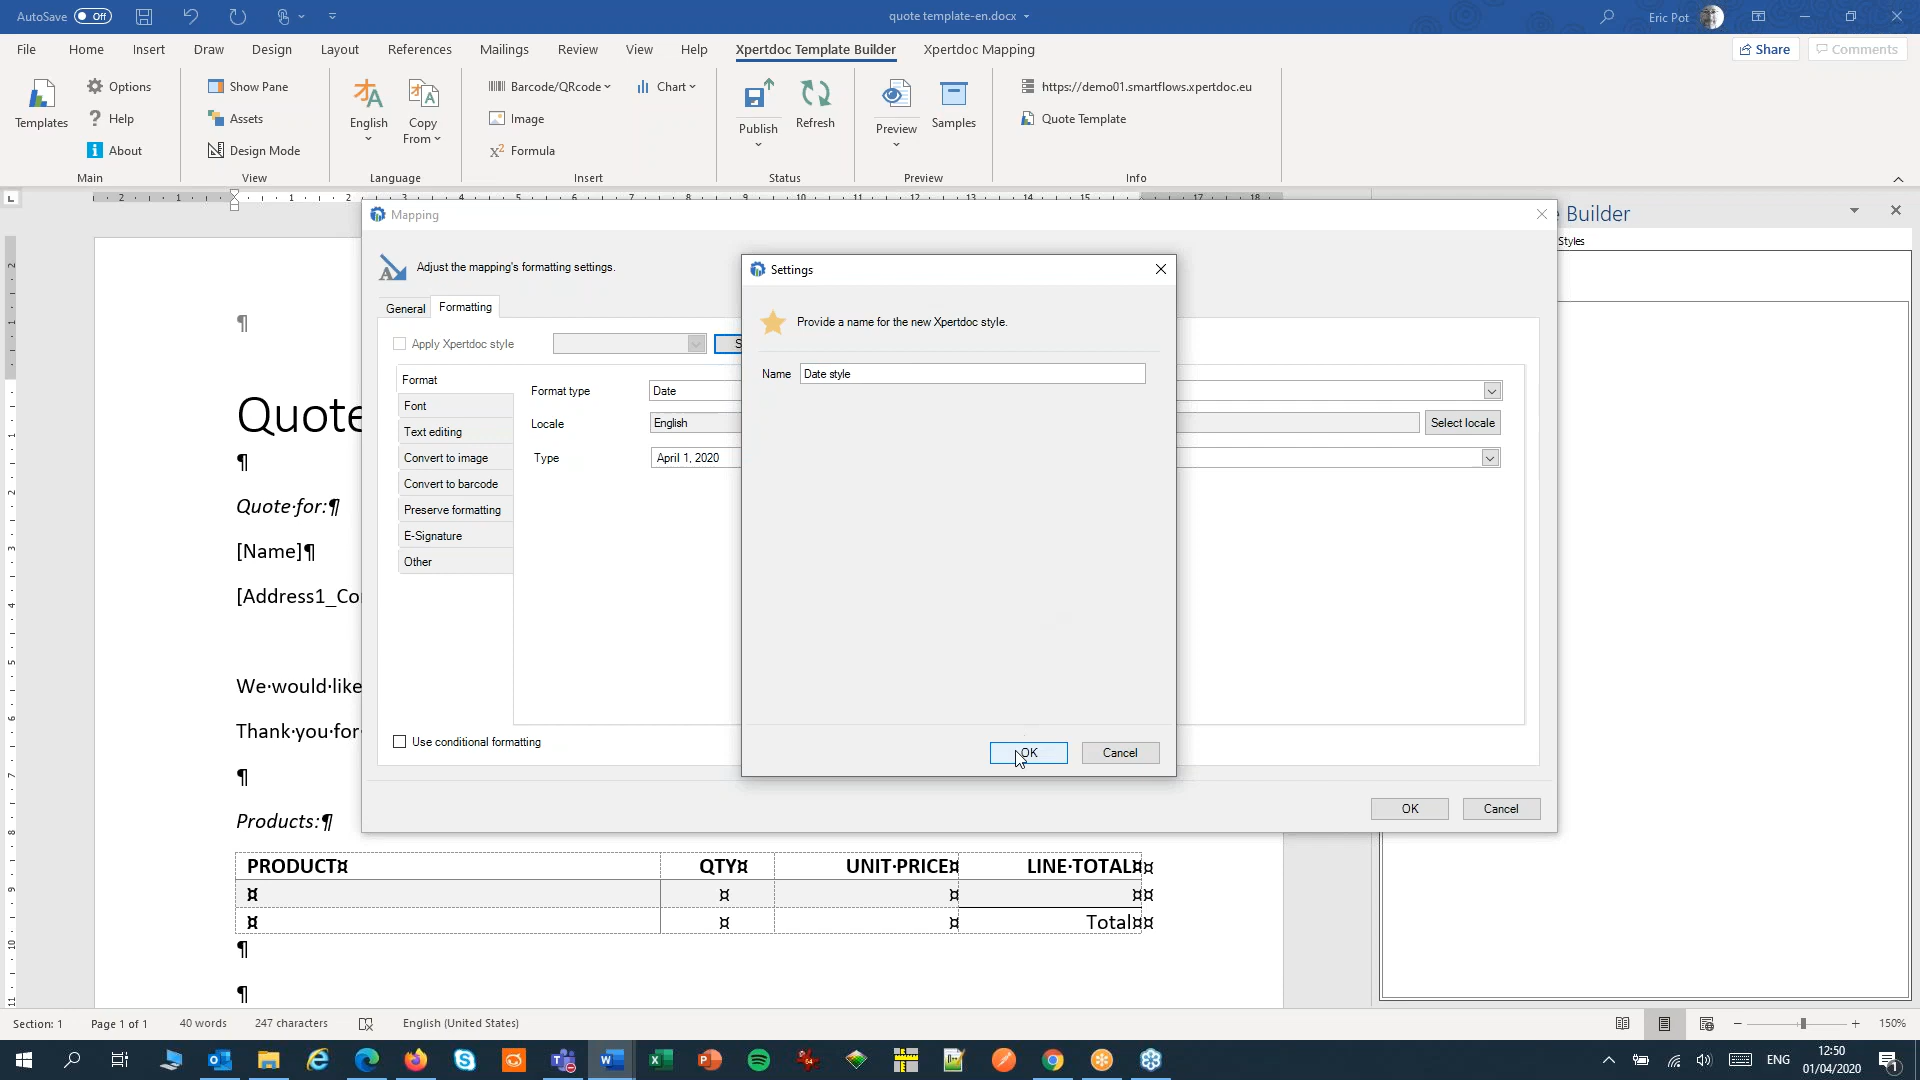 AutoSave Off
quote template-en.docx
Eric Pot
File Home Insert Draw Design Layout References Mailings Review View Help Xpertdoc Template Builder Xpertdoc Mapping
Share Comments
Templates
Options
Help
About
Main
Show Pane
Assets
Design Mode
View
English
Copy From
Language
Barcode/QRcode
Chart
Image
Formula
Insert
Publish
Refresh
Status
Preview
Samples
Preview
https://demo01.smartflows.xpertdoc.eu
Quote Template
Info
Mapping
Adjust the mapping's formatting settings.
General Formatting
Apply Xpertdoc style
Format
Font
Text editing
Convert to image
Convert to barcode
Preserve formatting
E-Signature
Other
Format type Date
Locale English Select locale
Type April 1, 2020
Use conditional formatting
OK Cancel
Settings
Provide a name for the new Xpertdoc style.
Name Date style
OK Cancel
Builder
Styles
¶
Quote
¶
Quote·for:¶
[Name]¶
[Address1_Co
We·would·like
Thank·you·for·
¶
Products:¶
PRODUCT¤ QTY¤ UNIT·PRICE¤ LINE·TOTAL¤¤
¤ ¤ ¤ ¤¤
¤ ¤ ¤ Total¤¤
¶
¶
Section: 1 Page 1 of 1 40 words 247 characters English (United States) 150%
ENG
12:50
01/04/2020
1